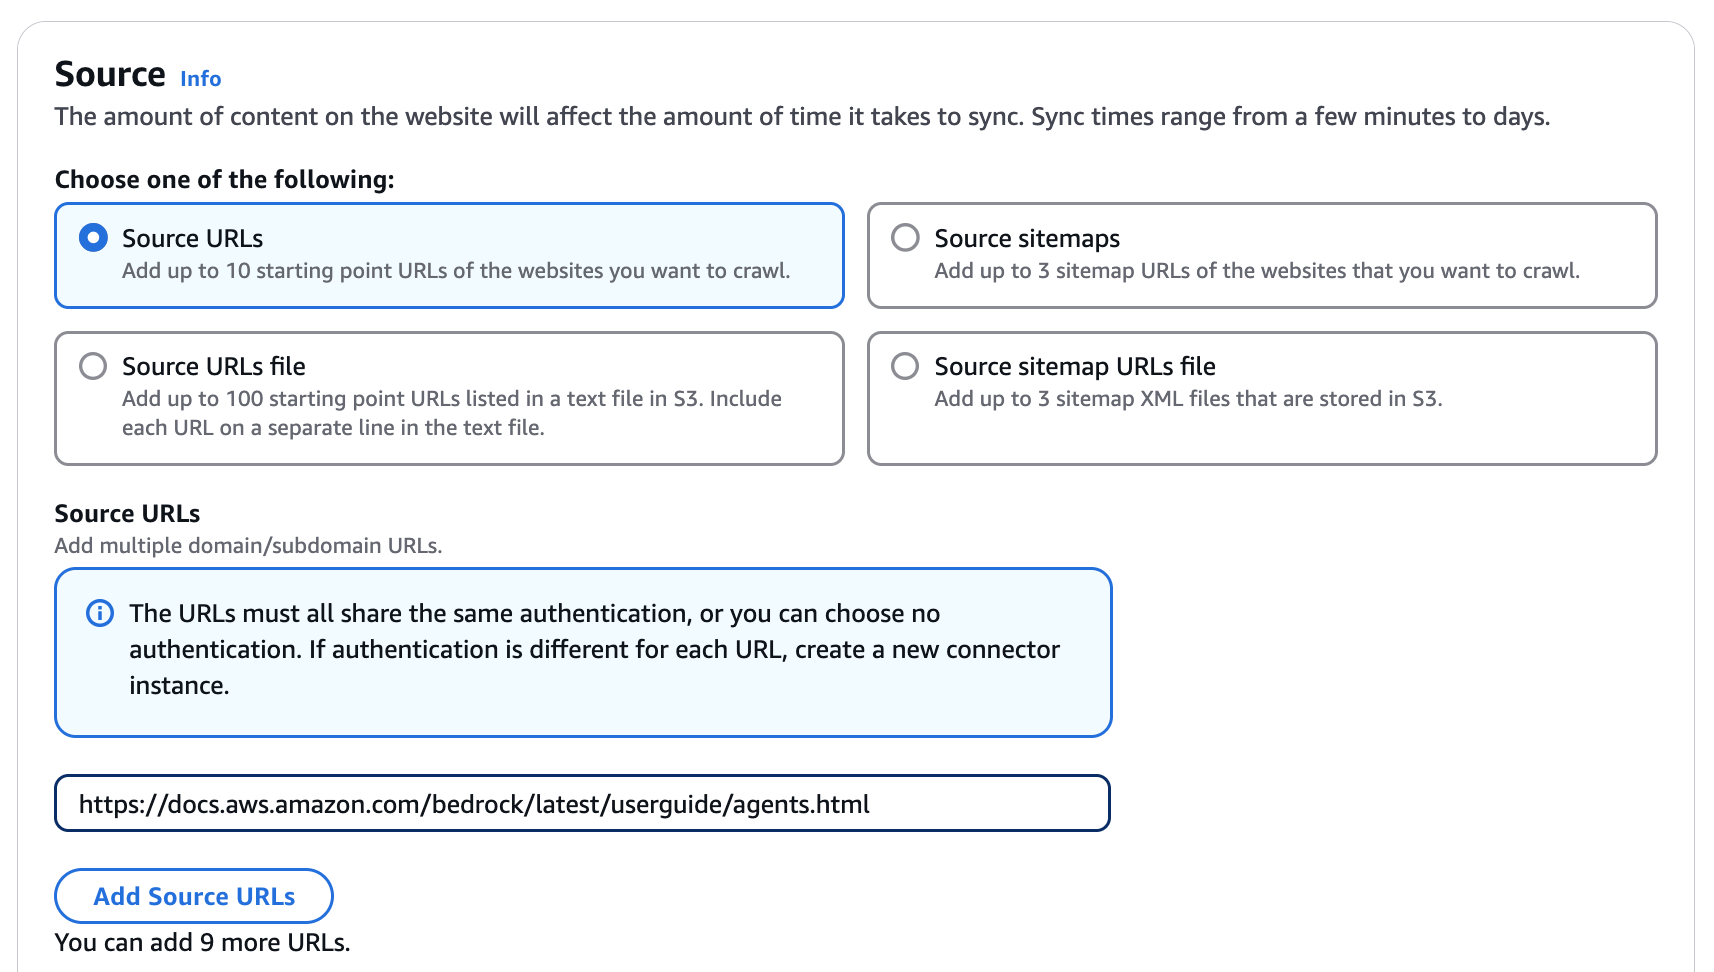 Source Info
The amount of content on the website will affect the amount of time it takes to sync. Sync times range from a few minutes to days.
Choose one of the following:
Source URLs
Add up to 10 starting point URLs of the websites you want to crawl.
Source sitemaps
Add up to 3 sitemap URLs of the websites that you want to crawl.
Source URLs file
Add up to 100 starting point URLs listed in a text file in S3. Include
each URL on a separate line in the text file.
Source sitemap URLs file
Add up to 3 sitemap XML files that are stored in S3.
Source URLs
Add multiple domain/subdomain URLs.
The URLs must all share the same authentication, or you can choose no
authentication. If authentication is different for each URL, create a new connector
instance.
https://docs.aws.amazon.com/bedrock/latest/userguide/agents.html
Add Source URLs
You can add 9 more URLs.